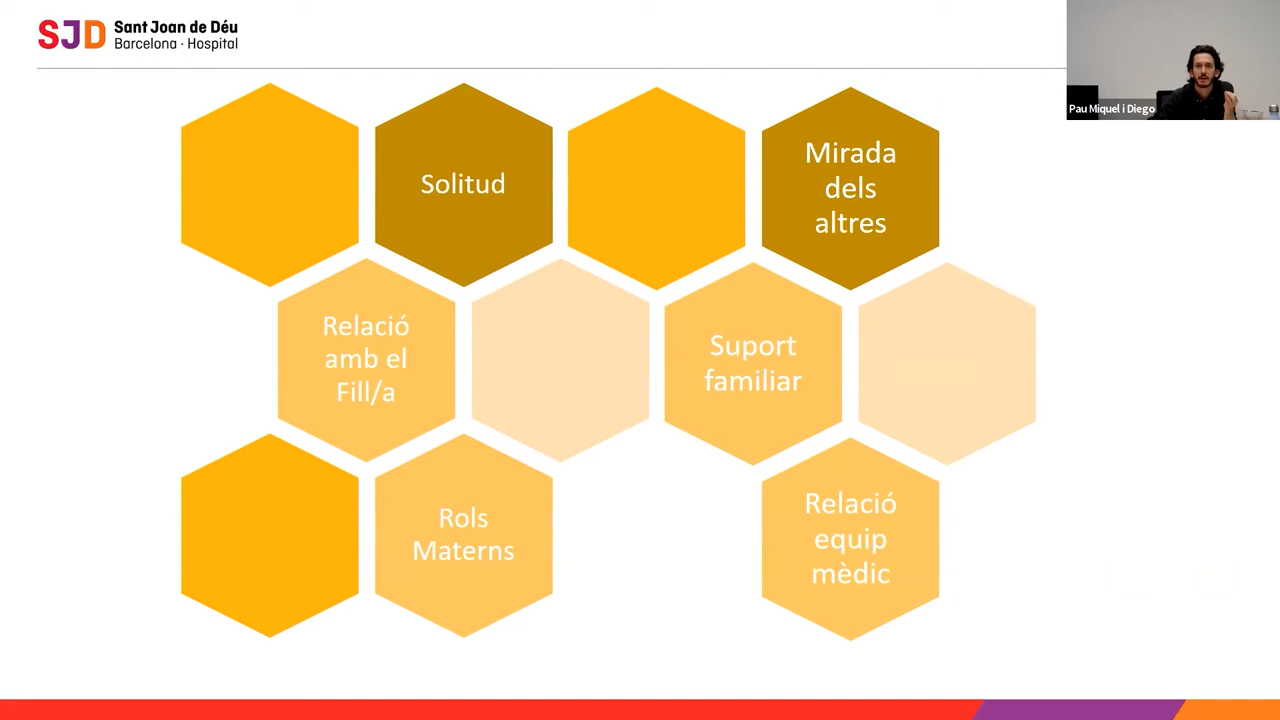 SJD
Sant Joan de Déu
Barcelona · Hospital
Pau Miquel i Diego
Solitud
Mirada
dels
altres
Relació
amb el
Fill/a
Suport
familiar
Rols
Materns
Relació
equip
mèdic